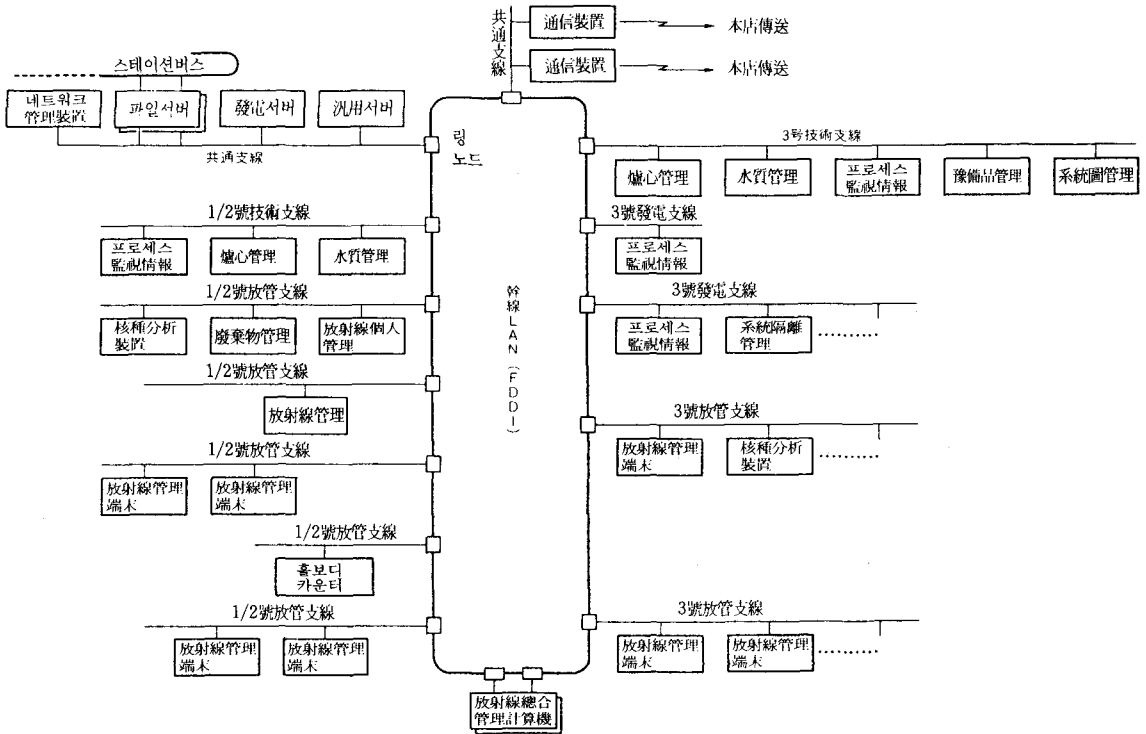 共通支線
通信裝置
本店傳送
通信裝置
本店傳送
스테이션버스
네트워크
管理裝置
파일서버
發電서버
汎用서버
共通支線
링
노드
3号技術支線
爐心管理
水質管理
프로세스
監視情報
豫備品管理
系統圖管理
1/2號技術支線
프로세스
監視情報
爐心管理
水質管理
3號發電支線
프로세스
監視情報
1/2號放管支線
核種分析
裝置
廢棄物管理
放射線個人
管理
幹線LAN(FDDI)
3號發電支線
프로세스
監視情報
系統隔離
管理
………
1/2號放管支線
放射線管理
3號放管支線
放射線管理
端末
核種分析
裝置
………
1/2號放管支線
放射線管理
端末
放射線管理
端末
1/2號放管支線
홀보디
카운터
1/2號放管支線
放射線管理
端末
放射線管理
端末
3號放管支線
放射線管理
端末
放射線管理
端末
………
放射線總合
管理計算機